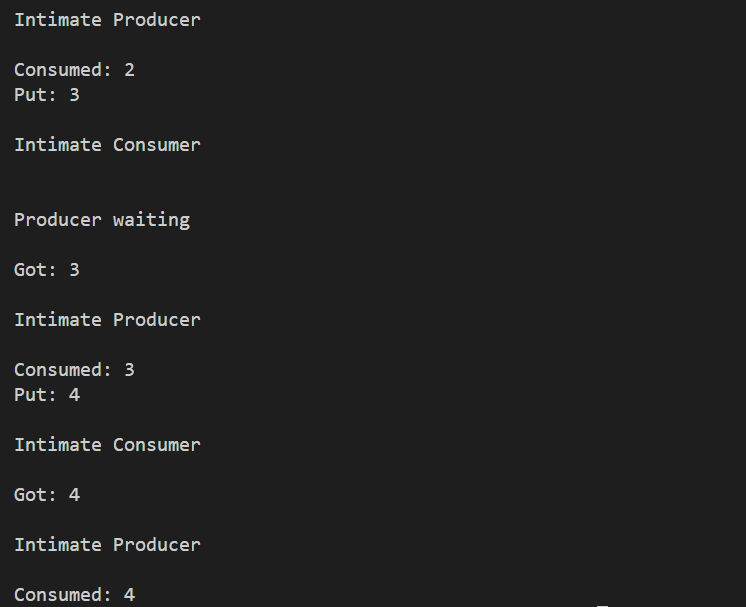 Intimate Producer
Consumed: 2
Put: 3
Intimate Consumer
Producer waiting
Got: 3
Intimate Producer
Consumed: 3
Put: 4
Intimate Consumer
Got: 4
Intimate Producer
Consumed: 4